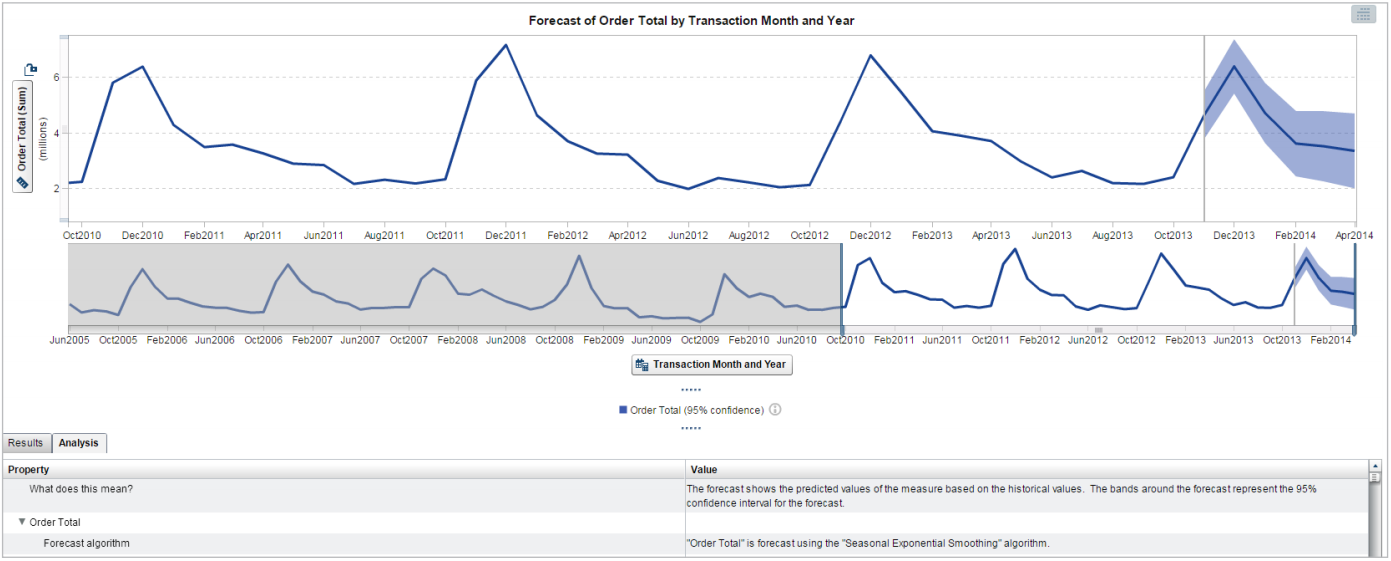 Forecast of Order Total by Transaction Month and Year
Order Total (Sum)
(millions)
6
4
2
Oct2010 Dec2010 Feb2011 Apr2011 Jun2011 Aug2011 Oct2011 Dec2011 Feb2012 Apr2012 Jun2012 Aug2012 Oct2012 Dec2012 Feb2013 Apr2013 Jun2013 Aug2013 Oct2013 Dec2013 Feb2014 Apr2014
Jun2005 Oct2005 Feb2006 Jun2006 Oct2006 Feb2007 Jun2007 Oct2007 Feb2008 Jun2008 Oct2008 Feb2009 Jun2009 Oct2009 Feb2010 Jun2010 Oct2010 Feb2011 Jun2011 Oct2011 Feb2012 Jun2012 Oct2012 Feb2013 Jun2013 Oct2013 Feb2014
Transaction Month and Year
Order Total (95% confidence)
Results Analysis
Property Value
What does this mean? The forecast shows the predicted values of the measure based on the historical values. The bands around the forecast represent the 95%
confidence interval for the forecast.
Order Total
Forecast algorithm "Order Total" is forecast using the "Seasonal Exponential Smoothing" algorithm.